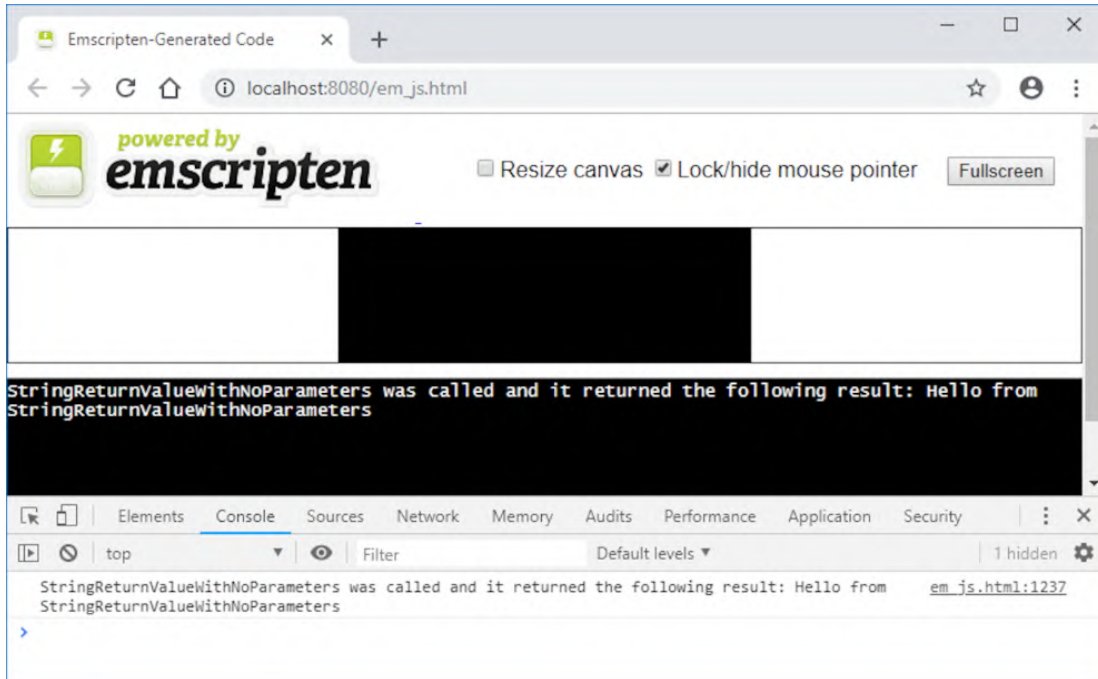 Emscripten-Generated Code
localhost:8080/em_js.html
powered by
emscripten
Resize canvas Lock/hide mouse pointer Fullscreen
StringReturnValueWithNoParameters was called and it returned the following result: Hello from
StringReturnValueWithNoParameters
Elements Console Sources Network Memory Audits Performance Application Security
top Filter Default levels 1 hidden
StringReturnValueWithNoParameters was called and it returned the following result: Hello from em_js.html:1237
StringReturnValueWithNoParameters